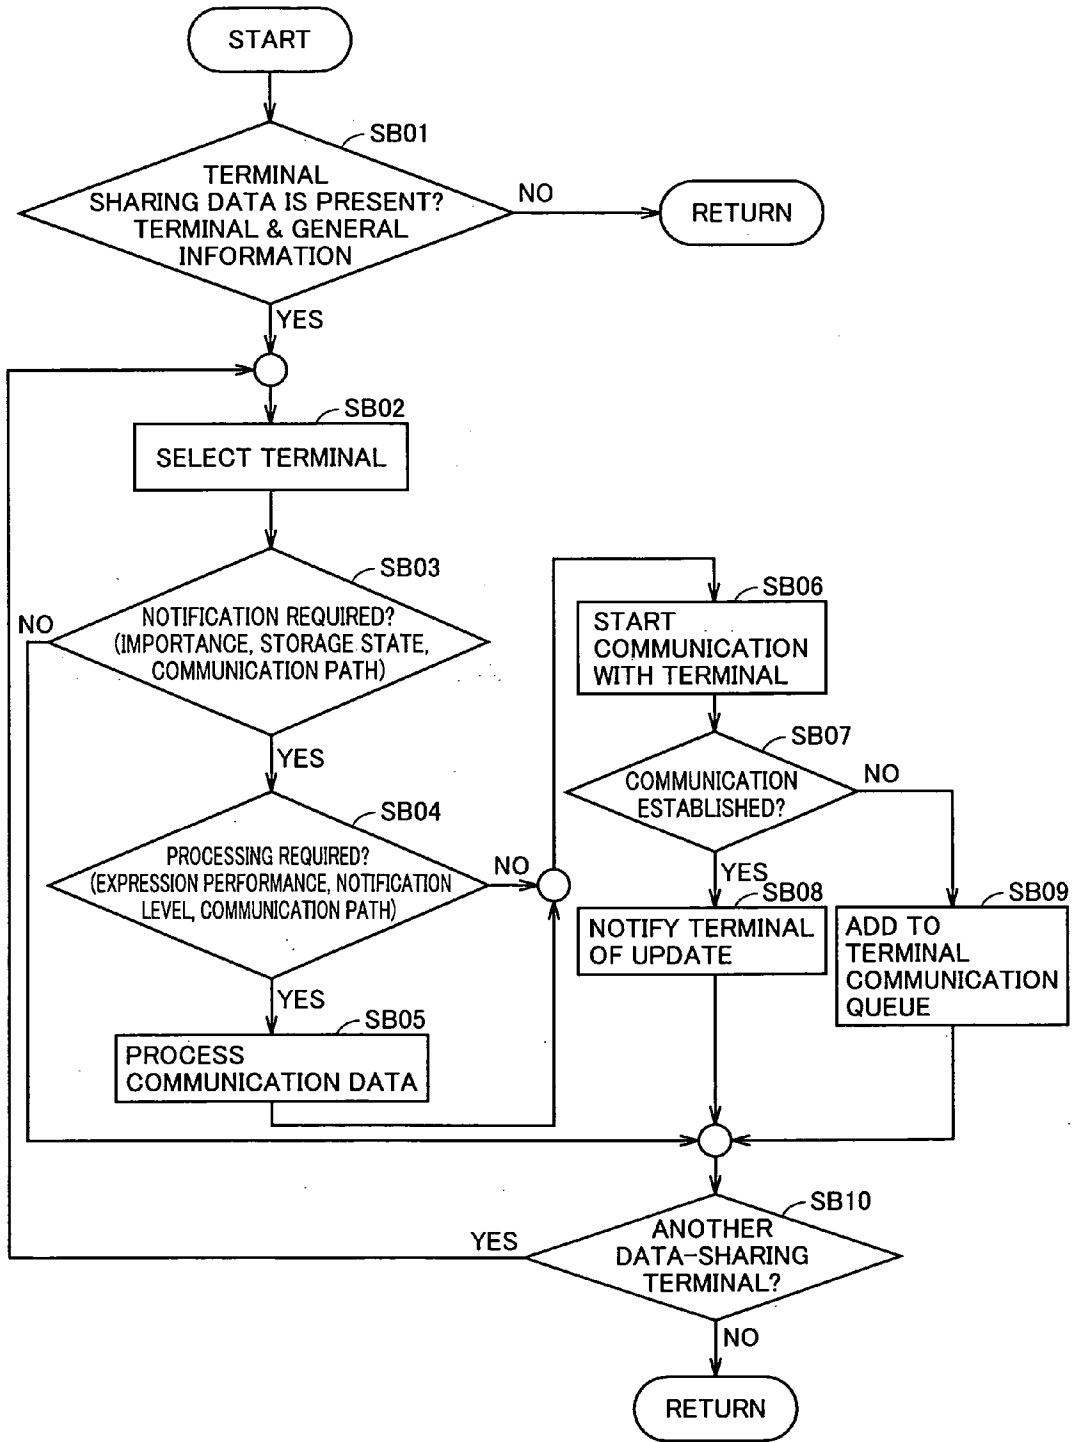 START
SB01
TERMINAL
SHARING DATA IS PRESENT?
TERMINAL & GENERAL
INFORMATION
NO
RETURN
YES
SB02
SELECT TERMINAL
SB03
NOTIFICATION REQUIRED?
(IMPORTANCE, STORAGE STATE,
COMMUNICATION PATH)
NO
YES
SB04
PROCESSING REQUIRED?
(EXPRESSION PERFORMANCE, NOTIFICATION
LEVEL, COMMUNICATION PATH)
NO
YES
SB05
PROCESS
COMMUNICATION DATA
SB06
START
COMMUNICATION
WITH TERMINAL
SB07
COMMUNICATION
ESTABLISHED?
NO
YES
SB08
NOTIFY TERMINAL
OF UPDATE
SB09
ADD TO
TERMINAL
COMMUNICATION
QUEUE
SB10
ANOTHER
DATA-SHARING
TERMINAL?
YES
NO
RETURN